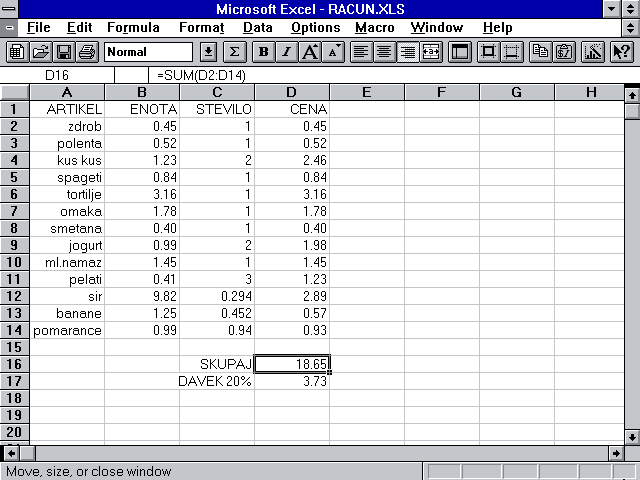 Microsoft Excel - RACUN.XLS
File Edit Formula Format Data Options Macro Window Help
Normal Σ B I A A
D16 =SUM(D2:D14)
A B C D E F G H
1 ARTIKEL ENOTA STEVILO CENA
2 zdrob 0.45 1 0.45
3 polenta 0.52 1 0.52
4 kus kus 1.23 2 2.46
5 spageti 0.84 1 0.84
6 tortilje 3.16 1 3.16
7 omaka 1.78 1 1.78
8 smetana 0.40 1 0.40
9 jogurt 0.99 2 1.98
10 ml.namaz 1.45 1 1.45
11 pelati 0.41 3 1.23
12 sir 9.82 0.294 2.89
13 banane 1.25 0.452 0.57
14 pomarance 0.99 0.94 0.93
15
16 SKUPAJ 18.65
17 DAVEK 20% 3.73
18
19
20
Move, size, or close window